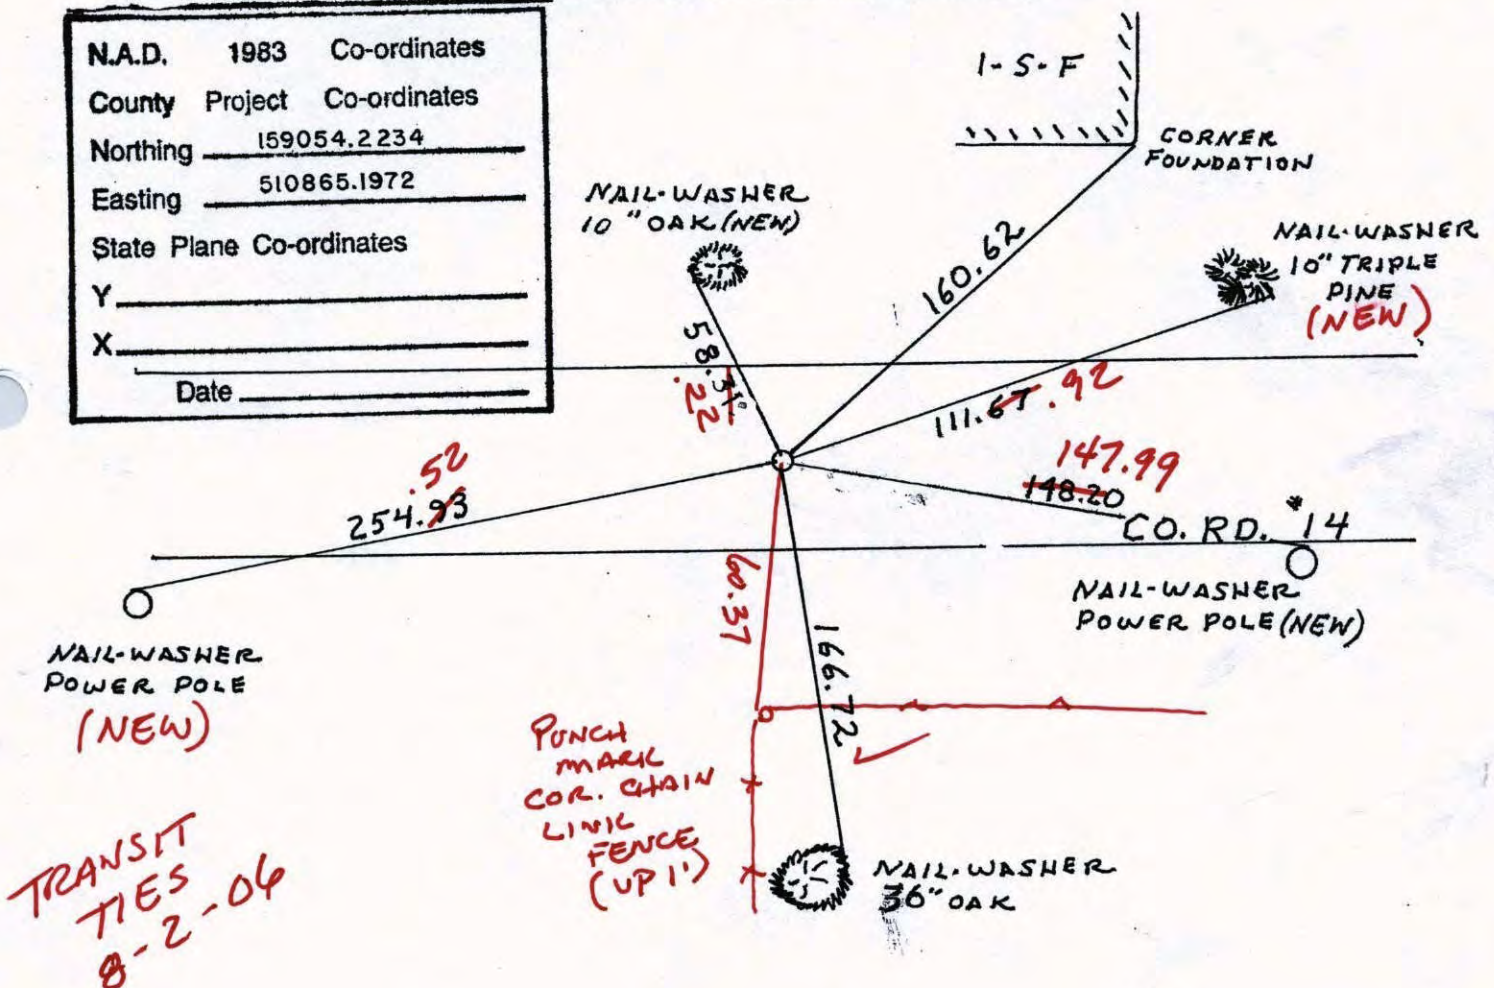 N.A.D. 1983 Co-ordinates
County Project Co-ordinates
Northing 159054.2234
Easting 510865.1972
State Plane Co-ordinates
Y
X
Date
1-S-F
CORNER
FOUNDATION
NAIL-WASHER
10" OAK (NEW)
NAIL-WASHER
10" TRIPLE
PINE
(NEW)
160.62
58.31
.22
111.67 .92
147.99
148.20
.52
254.93
CO. RD. #14
NAIL-WASHER
POWER POLE (NEW)
60.37
166.72
NAIL-WASHER
POWER POLE
(NEW)
PUNCH
MARK
COR. CHAIN
LINK
FENCE
(UP 1')
NAIL-WASHER
36" OAK
TRANSIT
TIES
8-2-06